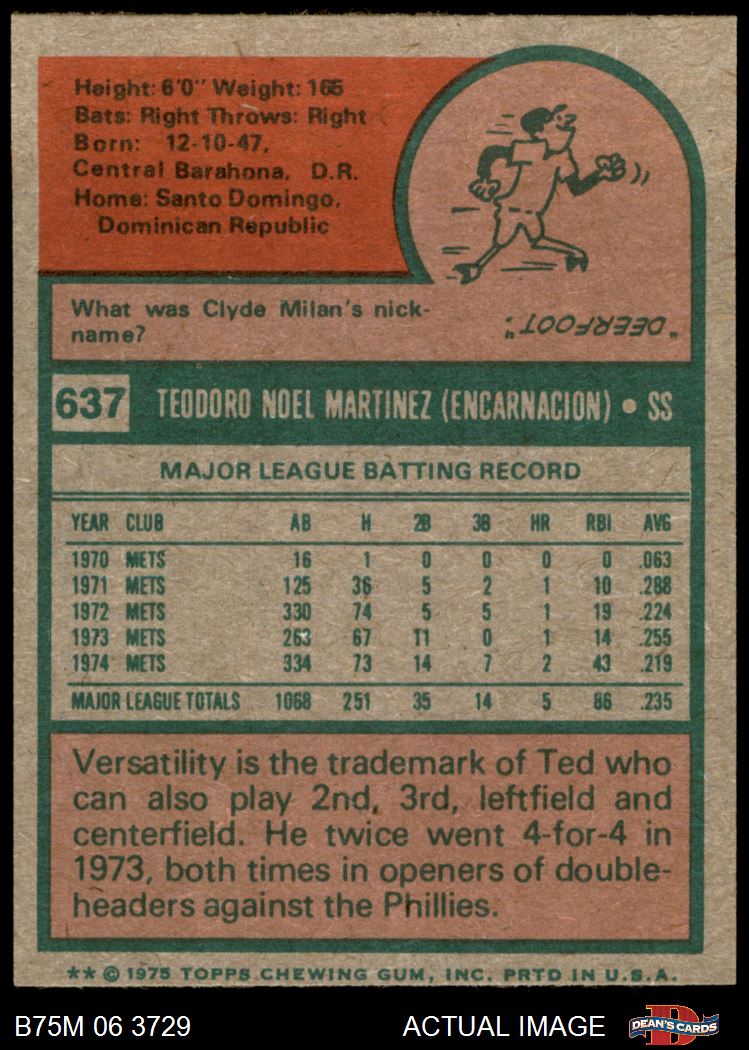 Height: 6'0" Weight: 165
Bats: Right Throws: Right
Born: 12-10-47,
Central Barahona, D.R.
Home: Santo Domingo,
Dominican Republic
What was Clyde Milan's nick-
name?
"DEERFOOT."
637 TEODORO NOEL MARTINEZ (ENCARNACION) • SS
MAJOR LEAGUE BATTING RECORD
YEAR CLUB AB H 2B 3B HR RBI AVG
1970 METS 16 1 0 0 0 0 .063
1971 METS 125 36 5 2 1 10 .288
1972 METS 330 74 5 5 1 19 .224
1973 METS 263 67 11 0 1 14 .255
1974 METS 334 73 14 7 2 43 .219
MAJOR LEAGUE TOTALS 1068 251 35 14 5 86 .235
Versatility is the trademark of Ted who
can also play 2nd, 3rd, leftfield and
centerfield. He twice went 4-for-4 in
1973, both times in openers of double-
headers against the Phillies.
** © 1975 TOPPS CHEWING GUM, INC. PRTD IN U.S.A.
B75M 06 3729 ACTUAL IMAGE D DEAN'S CARDS